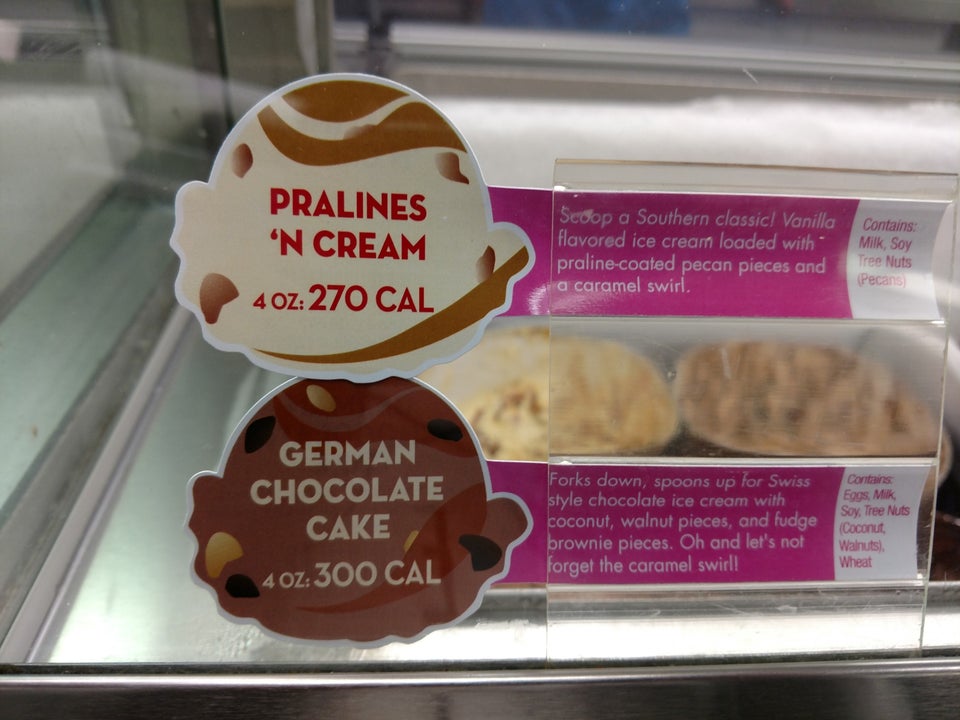 PRALINES
‘N CREAM
4 OZ: 270 CAL
Scoop a Southern classic! Vanilla
flavored ice cream loaded with
praline-coated pecan pieces and
a caramel swirl.
Contains:
Milk, Soy
Tree Nuts
(Pecans)
GERMAN
CHOCOLATE
CAKE
4 OZ: 300 CAL
Forks down, spoons up for Swiss
style chocolate ice cream with
coconut, walnut pieces, and fudge
brownie pieces. Oh and let's not
forget the caramel swirl!
Contains:
Eggs, Milk,
Soy, Tree Nuts
(Coconut,
Walnuts),
Wheat